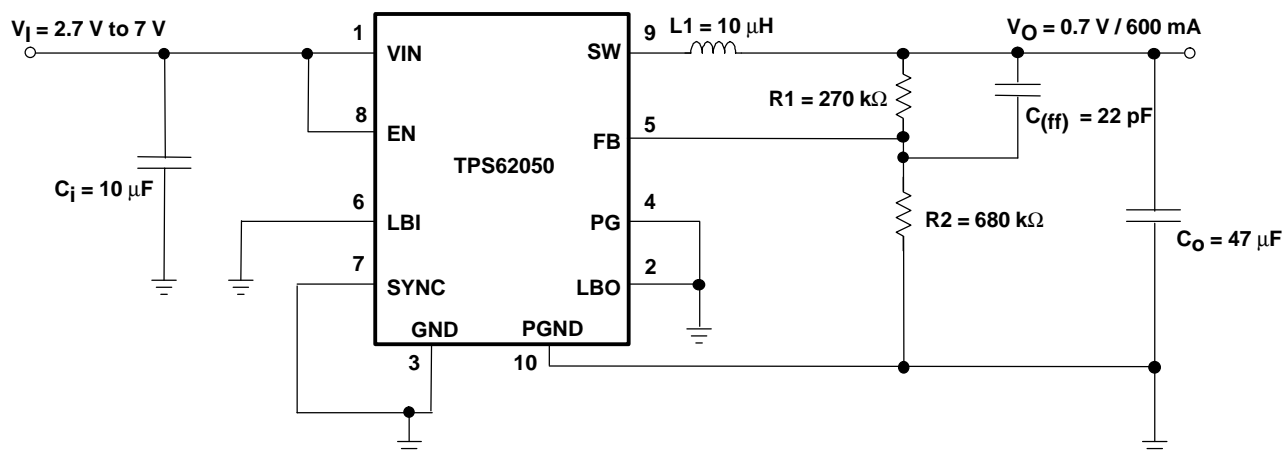 VI = 2.7 V to 7 V
1
VIN
SW
9
L1 = 10 μH
VO = 0.7 V / 600 mA
R1 = 270 kΩ
C(ff) = 22 pF
8
EN
FB
5
TPS62050
Ci = 10 μF
6
LBI
PG
4
R2 = 680 kΩ
CO = 47 μF
7
SYNC
LBO
2
GND
PGND
3
10